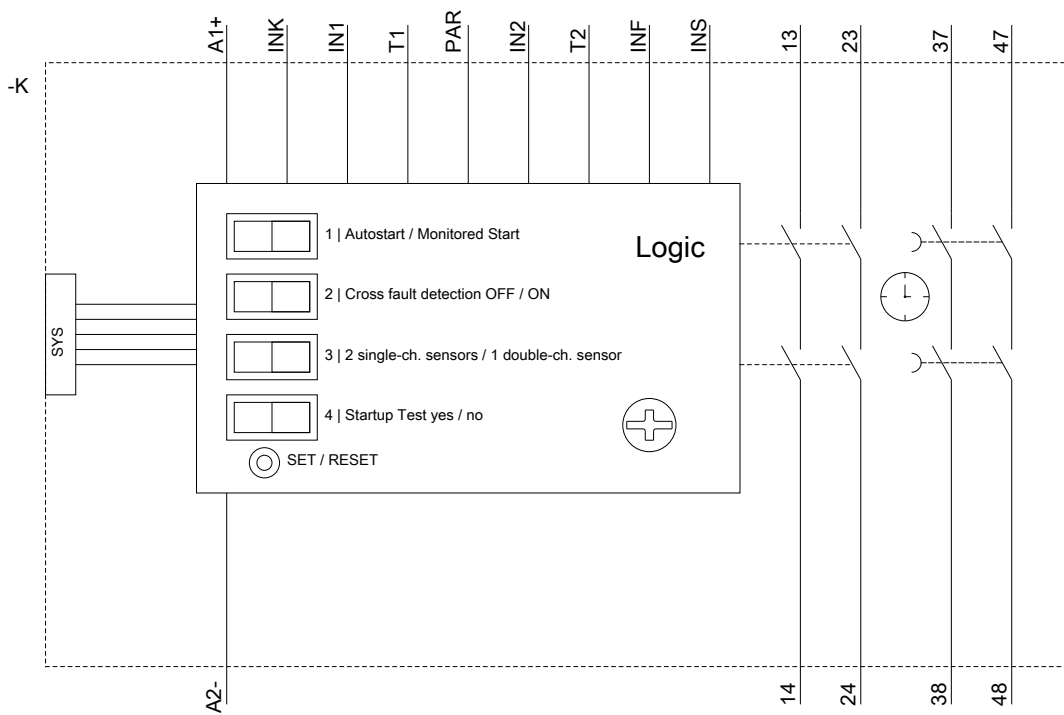 A1+
INK
IN1
T1
PAR
IN2
T2
INF
INS
13
23
37
47
-K
1 | Autostart / Monitored Start
Logic
2 | Cross fault detection OFF / ON
SYS
3 | 2 single-ch. sensors / 1 double-ch. sensor
4 | Startup Test yes / no
SET / RESET
A2-
14
24
38
48